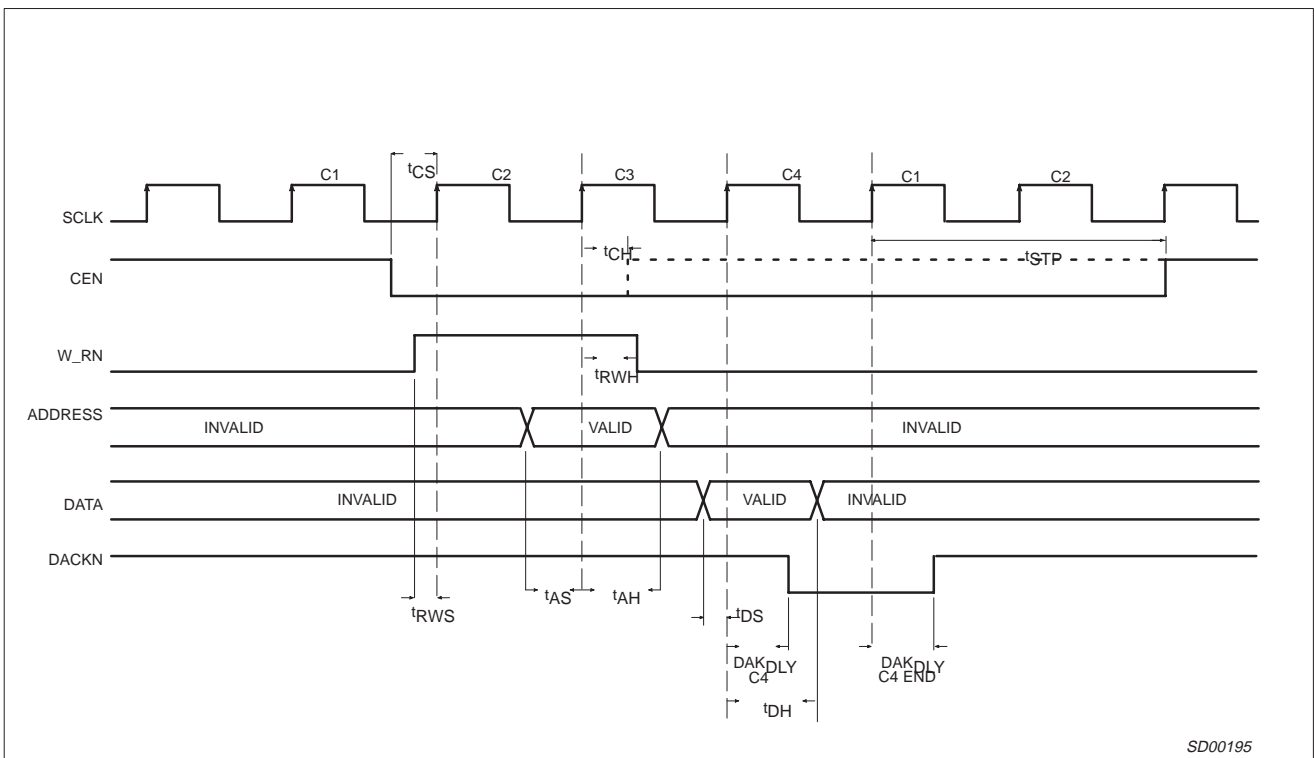 tCS
C1 C2 C3 C4 C1 C2
SCLK
tCH
tSTP
CEN
W_RN
tRWH
ADDRESS
INVALID VALID INVALID
DATA
INVALID VALID INVALID
DACKN
tRWS
tAS
tAH
tDS
DAKDLY
C4
DAKDLY
C4 END
tDH
SD00195